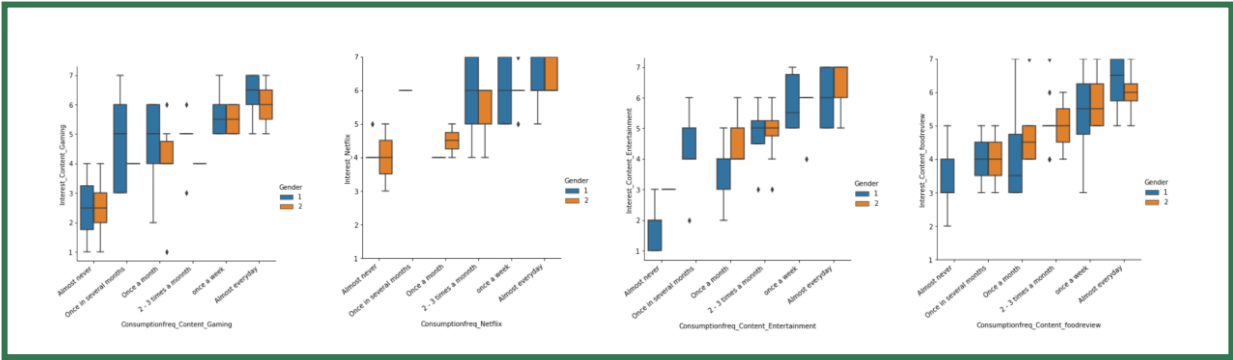 7
6
5
4
3
2
1
Interest_Content_Gaming
Almost never
Once in several months
Once a month
2 - 3 times a monnth
once a week
Almost everyday
Consumptionfreq_Content_Gaming
Gender
1
2
7
6
5
4
3
2
1
Interest_Netflix
Almost never
Once in several months
Once a month
2 - 3 times a monnth
once a week
Almost everyday
Consumptionfreq_Netflix
Gender
1
2
7
6
5
4
3
2
1
Interest_Content_Entertainment
Almost never
Once in several months
Once a month
2 - 3 times a monnth
once a week
Almost everyday
Consumptionfreq_Content_Entertainment
Gender
1
2
7
6
5
4
3
2
1
Interest_Content_foodreview
Almost never
Once in several months
Once a month
2 - 3 times a monnth
once a week
Almost everyday
Consumptionfreq_Content_foodreview
Gender
1
2